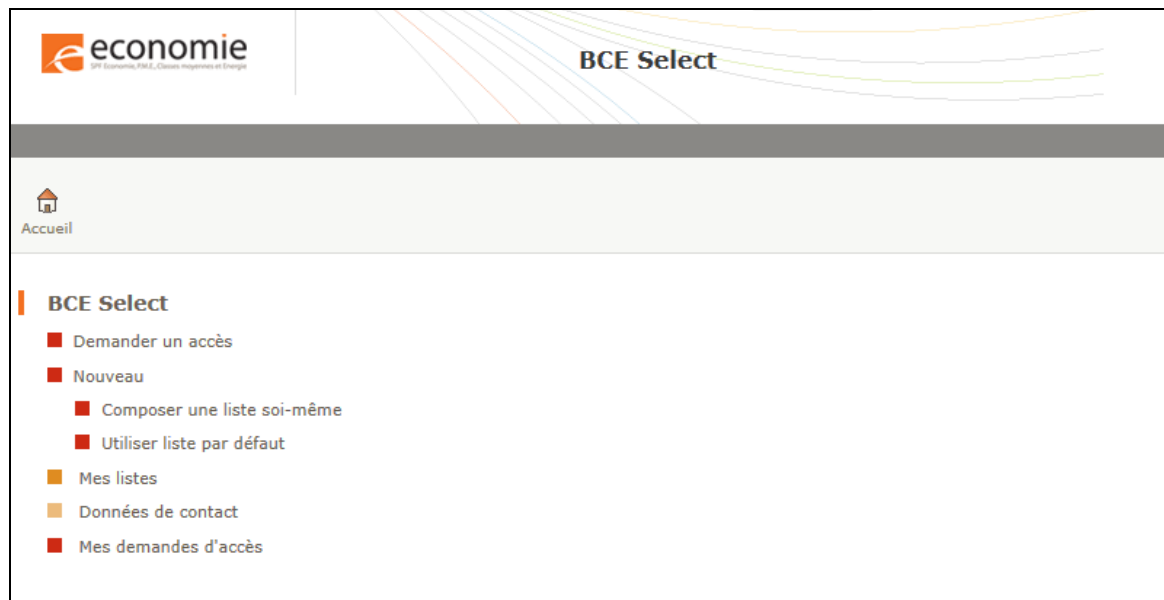 economie
SPF Economie, P.M.E., Classes moyennes et Energie
BCE Select
Accueil
BCE Select
Demander un accès
Nouveau
Composer une liste soi-même
Utiliser liste par défaut
Mes listes
Données de contact
Mes demandes d'accès